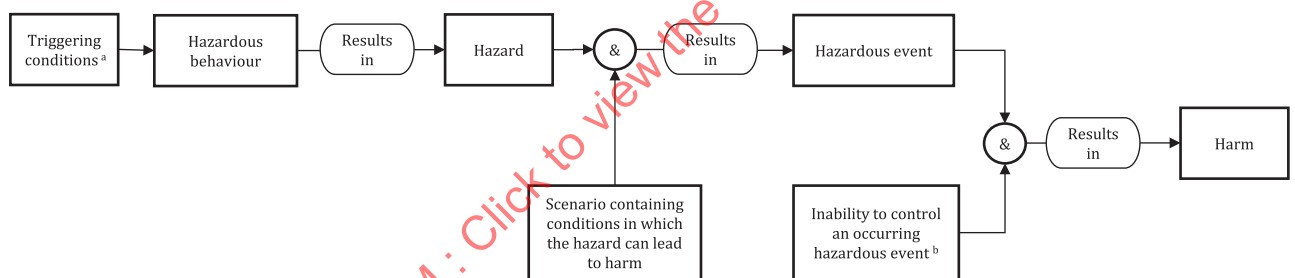 Triggering
conditions a
Hazardous
behaviour
Results
in
Hazard
&
Results
in
Hazardous event
&
Results
in
Harm
Scenario containing
conditions in which
the hazard can lead
to harm
Inability to control
an occurring
hazardous event b
: Click to view the